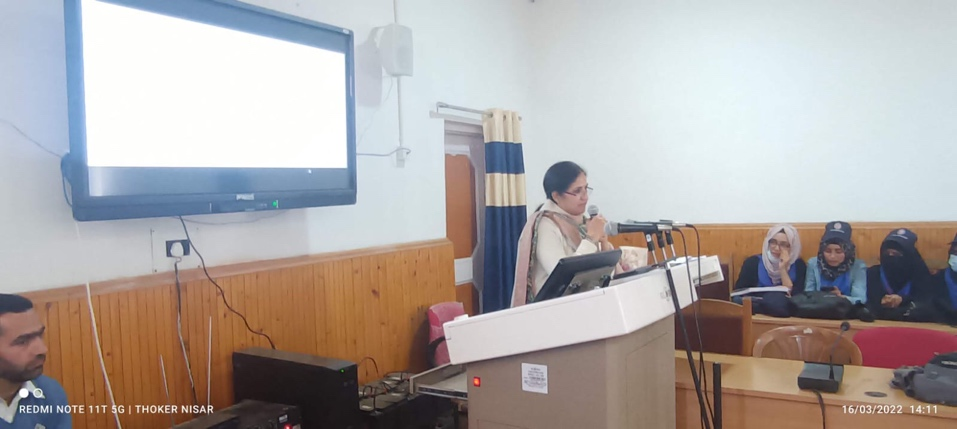 REDMI NOTE 11T 5G | THOKER NISAR
16/03/2022 14:11